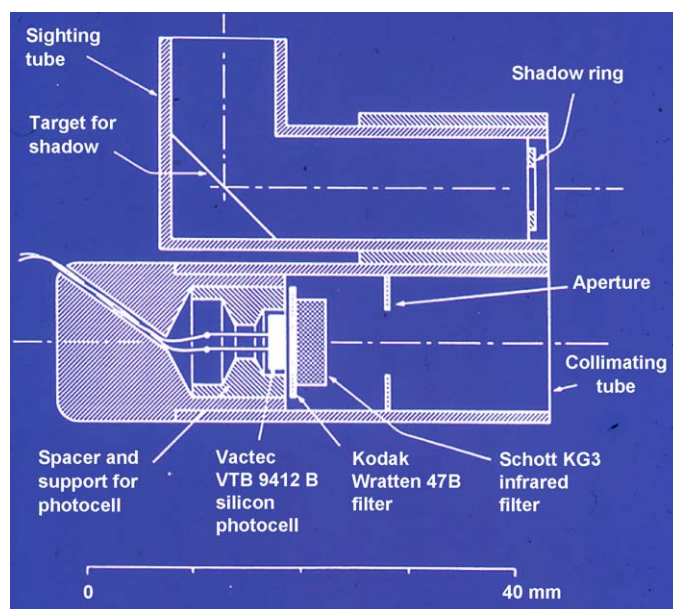 Sighting
tube
Shadow ring
Target for
shadow
Aperture
Collimating
tube
Spacer and
support for
photocell
Vactec
VTB 9412 B
silicon
photocell
Kodak
Wratten 47B
filter
Schott KG3
infrared
filter
0
40 mm